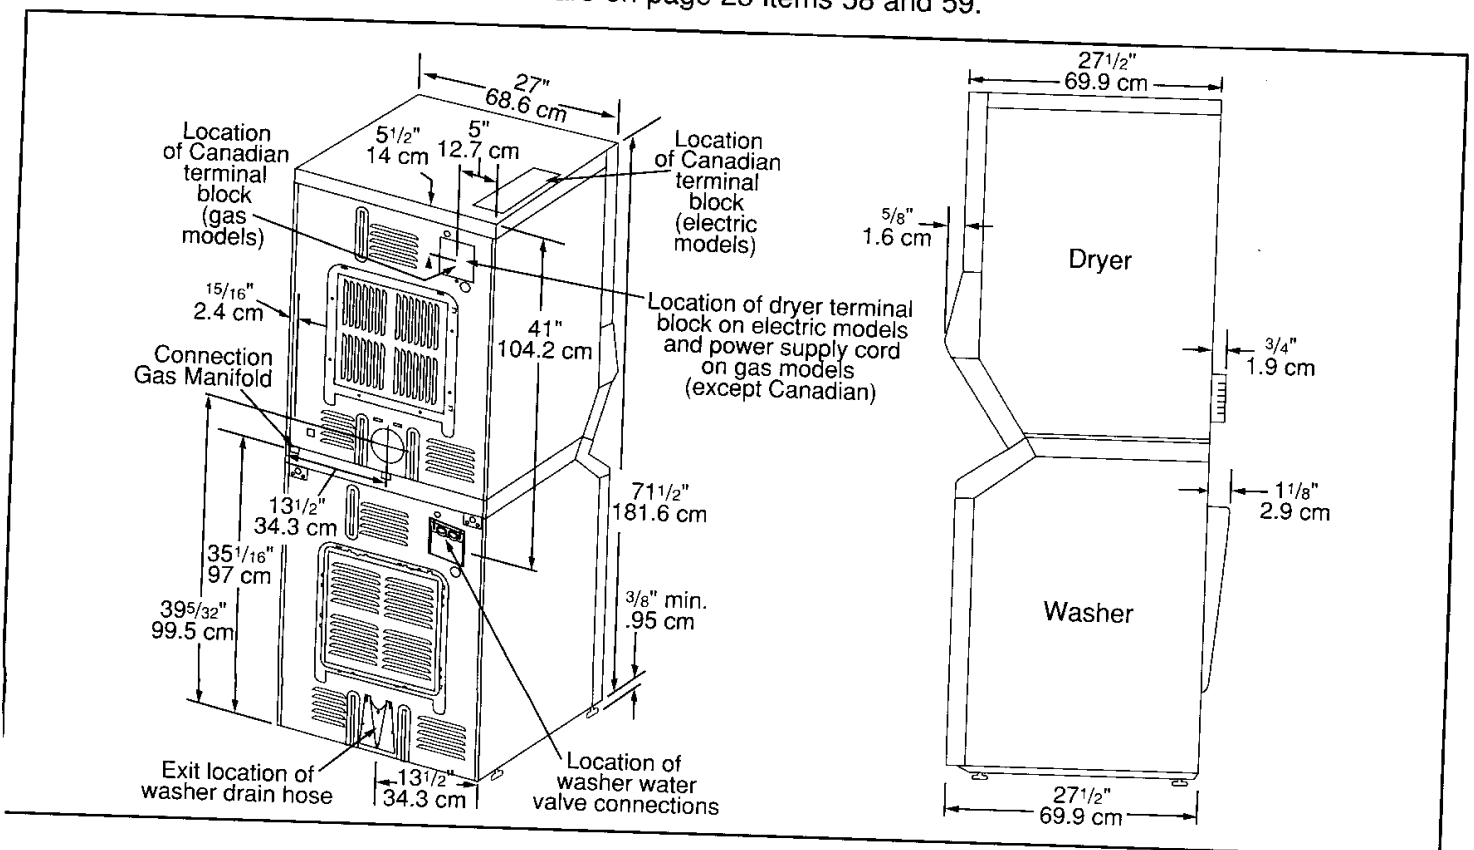 on page 23 items 58 and 59.
27"
68.6 cm
5"
12.7 cm
5 1/2"
14 cm
Location
of Canadian
terminal
block
(gas
models)
Location
of Canadian
terminal
block
(electric
models)
15/16"
2.4 cm
Connection
Gas Manifold
41"
104.2 cm
Location of dryer terminal
block on electric models
and power supply cord
on gas models
(except Canadian)
13 1/2"
34.3 cm
35 1/16"
97 cm
39 5/32"
99.5 cm
71 1/2"
181.6 cm
3/8" min.
.95 cm
Exit location of
washer drain hose
13 1/2"
34.3 cm
Location of
washer water
valve connections
27 1/2"
69.9 cm
5/8"
1.6 cm
Dryer
3/4"
1.9 cm
1 1/8"
2.9 cm
Washer
27 1/2"
69.9 cm